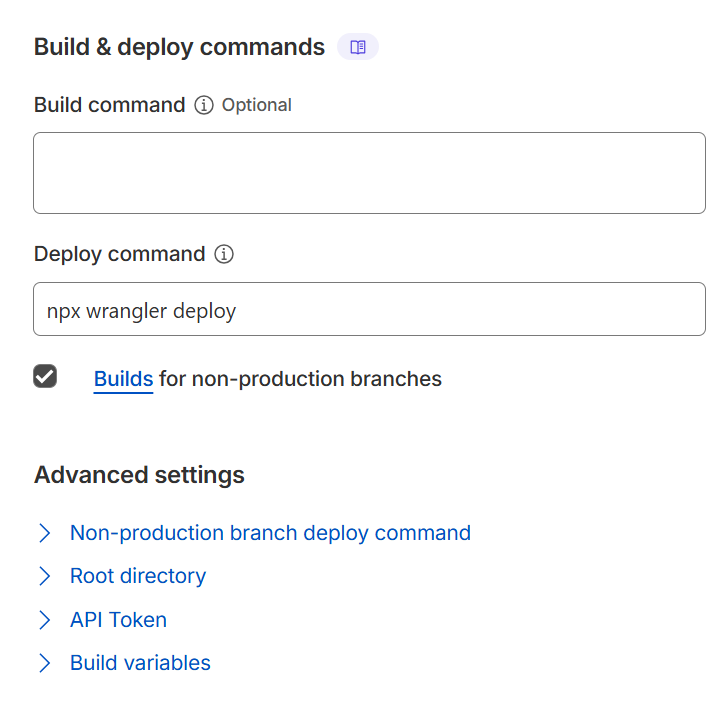 Build & deploy commands
Build command Optional
Deploy command
npx wrangler deploy
Builds for non-production branches
Advanced settings
Non-production branch deploy command
Root directory
API Token
Build variables